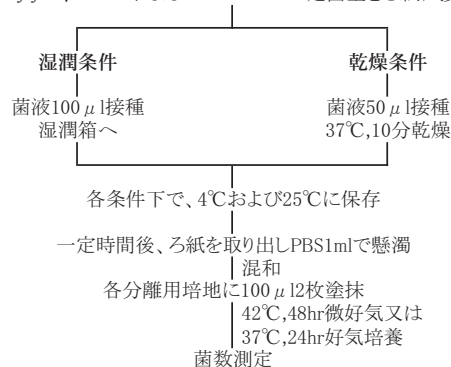 湿潤条件
乾燥条件
菌液100μl接種
湿潤箱へ
菌液50μl接種
37℃,10分乾燥
各条件下で、4℃および25℃に保存
一定時間後、ろ紙を取り出しPBS1mlで懸濁
混和
各分離用培地に100μl2枚塗抹
42℃,48hr微好気又は
37℃,24hr好気培養
菌数測定